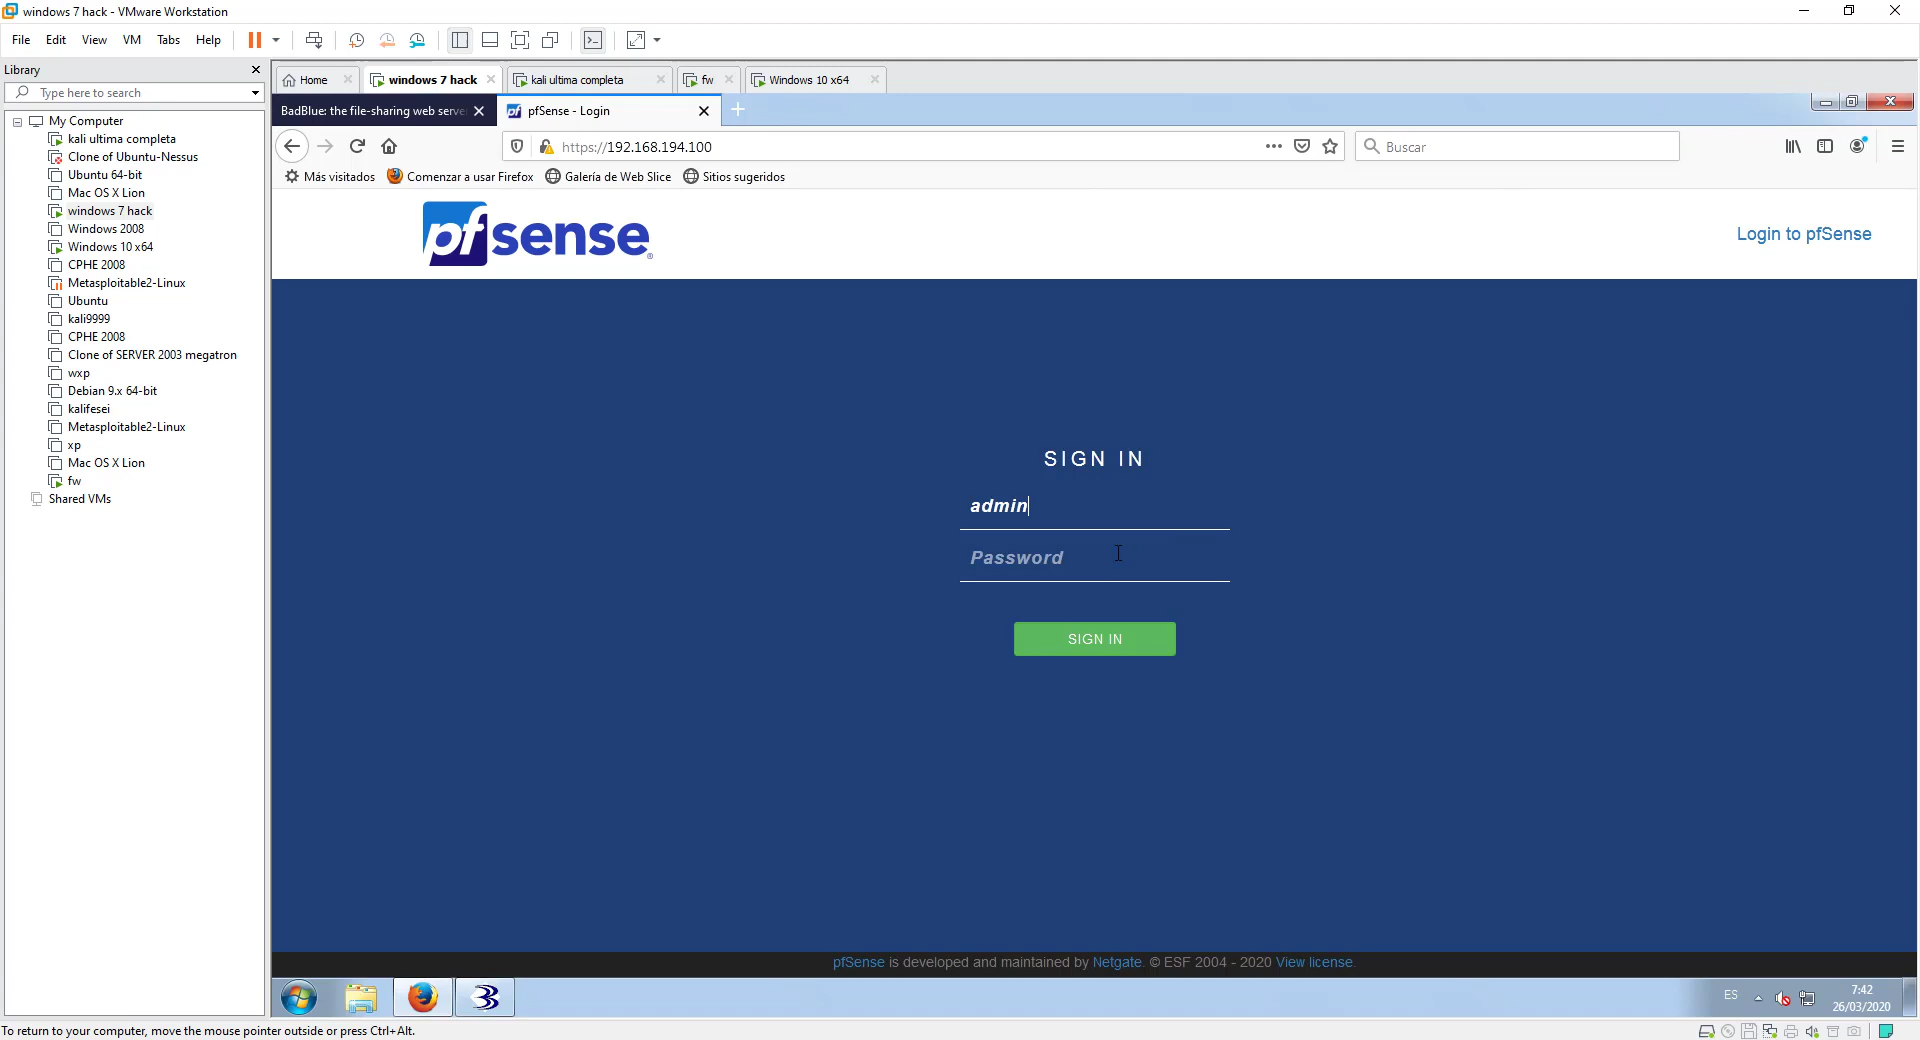 windows 7 hack - VMware Workstation
File Edit View VM Tabs Help
Library
Type here to search
My Computer
kali ultima completa
Clone of Ubuntu-Nessus
Ubuntu 64-bit
Mac OS X Lion
windows 7 hack
Windows 2008
Windows 10 x64
CPHE 2008
Metasploitable2-Linux
Ubuntu
kali9999
CPHE 2008
Clone of SERVER 2003 megatron
wxp
Debian 9.x 64-bit
kalifesei
Metasploitable2-Linux
xp
Mac OS X Lion
fw
Shared VMs
Home windows 7 hack kali ultima completa fw Windows 10 x64
BadBlue: the file-sharing web serve pfSense - Login
https://192.168.194.100 Buscar
Más visitados Comenzar a usar Firefox Galería de Web Slice Sitios sugeridos
pfsense
Login to pfSense
SIGN IN
admin
Password
SIGN IN
pfSense is developed and maintained by Netgate. © ESF 2004 - 2020 View license.
ES
7:42
26/03/2020
To return to your computer, move the mouse pointer outside or press Ctrl+Alt.